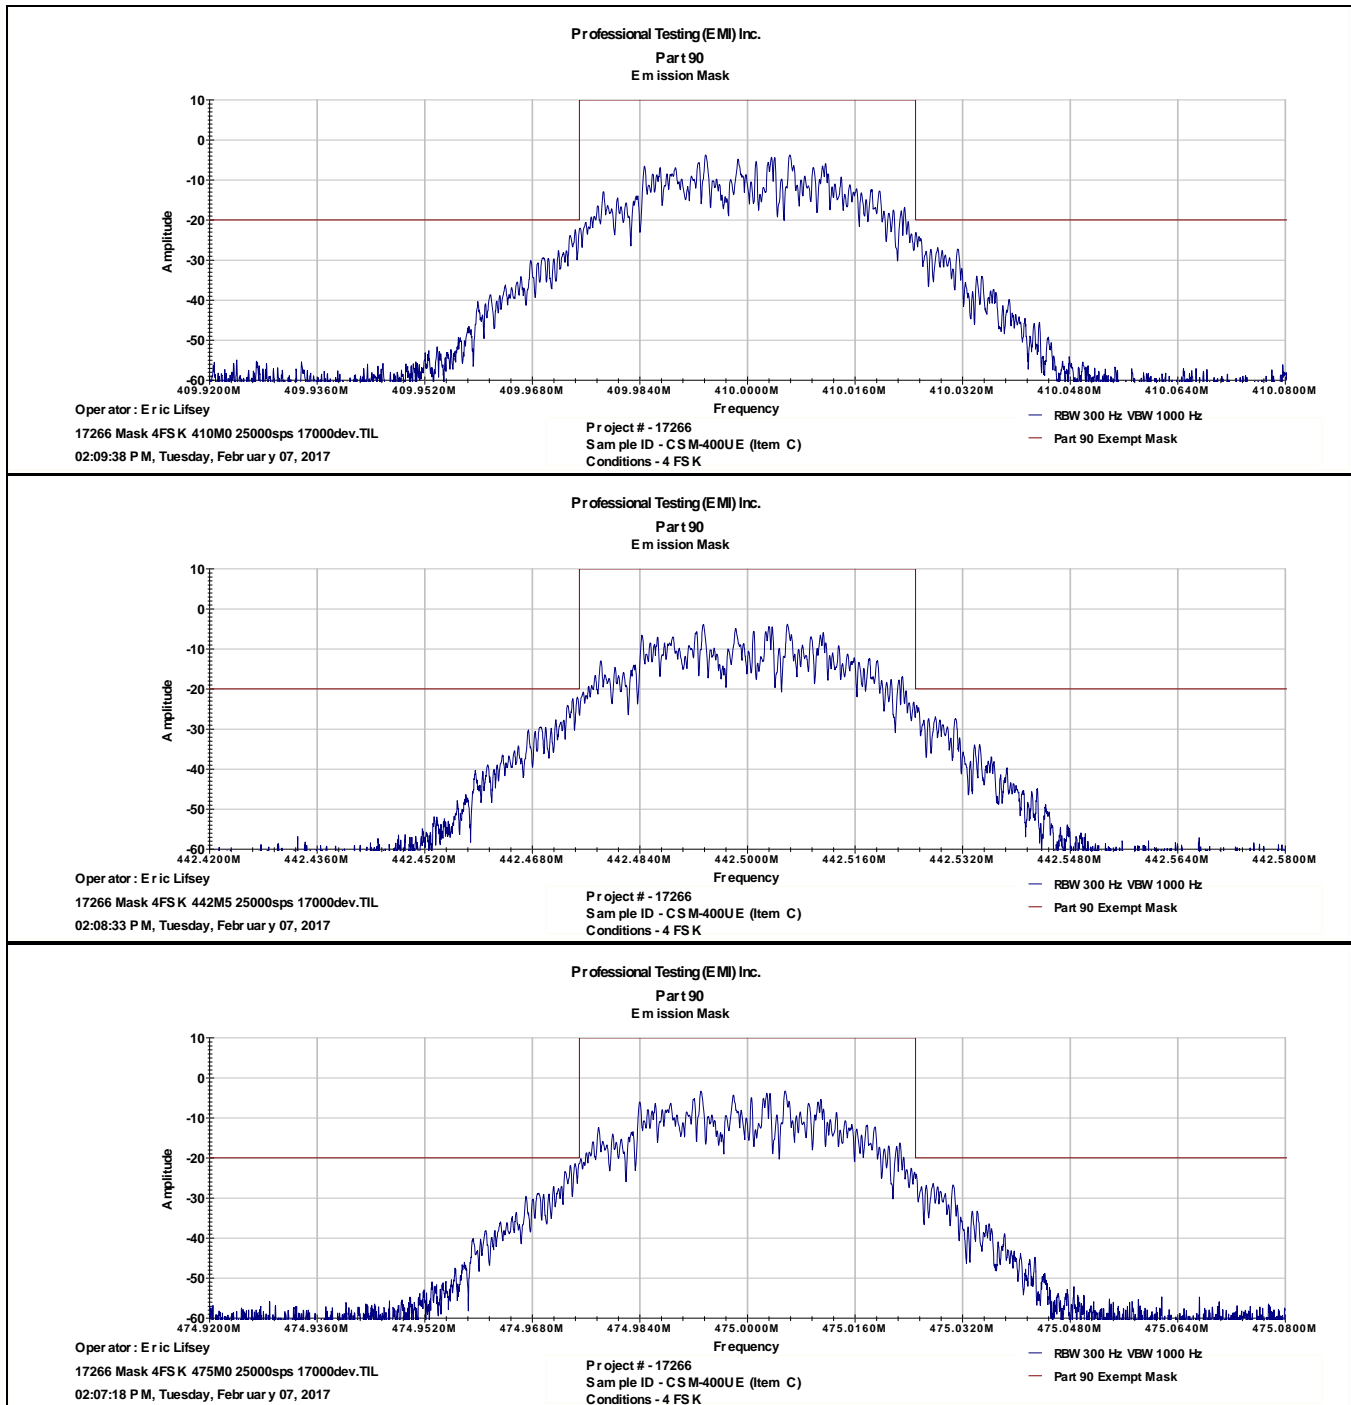 Professional Testing (EMI) Inc.
Part 90
Emission Mask
10
0
-10
-20
-30
-40
-50
-60
Amplitude
409.9200M 409.9360M 409.9520M 409.9680M 409.9840M 410.0000M 410.0160M 410.0320M 410.0480M 410.0640M 410.0800M
Frequency
Operator: Eric Lifsey
17266 Mask 4FSK 410M0 25000sps 17000dev.TIL
02:09:38 PM, Tuesday, February 07, 2017
Project # - 17266
Sample ID - CSM-400UE (Item C)
Conditions - 4 FSK
RBW 300 Hz VBW 1000 Hz
Part 90 Exempt Mask
Professional Testing (EMI) Inc.
Part 90
Emission Mask
10
0
-10
-20
-30
-40
-50
-60
Amplitude
442.4200M 442.4360M 442.4520M 442.4680M 442.4840M 442.5000M 442.5160M 442.5320M 442.5480M 442.5640M 442.5800M
Frequency
Operator: Eric Lifsey
17266 Mask 4FSK 442M5 25000sps 17000dev.TIL
02:08:33 PM, Tuesday, February 07, 2017
Project # - 17266
Sample ID - CSM-400UE (Item C)
Conditions - 4 FSK
RBW 300 Hz VBW 1000 Hz
Part 90 Exempt Mask
Professional Testing (EMI) Inc.
Part 90
Emission Mask
10
0
-10
-20
-30
-40
-50
-60
Amplitude
474.9200M 474.9360M 474.9520M 474.9680M 474.9840M 475.0000M 475.0160M 475.0320M 475.0480M 475.0640M 475.0800M
Frequency
Operator: Eric Lifsey
17266 Mask 4FSK 475M0 25000sps 17000dev.TIL
02:07:18 PM, Tuesday, February 07, 2017
Project # - 17266
Sample ID - CSM-400UE (Item C)
Conditions - 4 FSK
RBW 300 Hz VBW 1000 Hz
Part 90 Exempt Mask